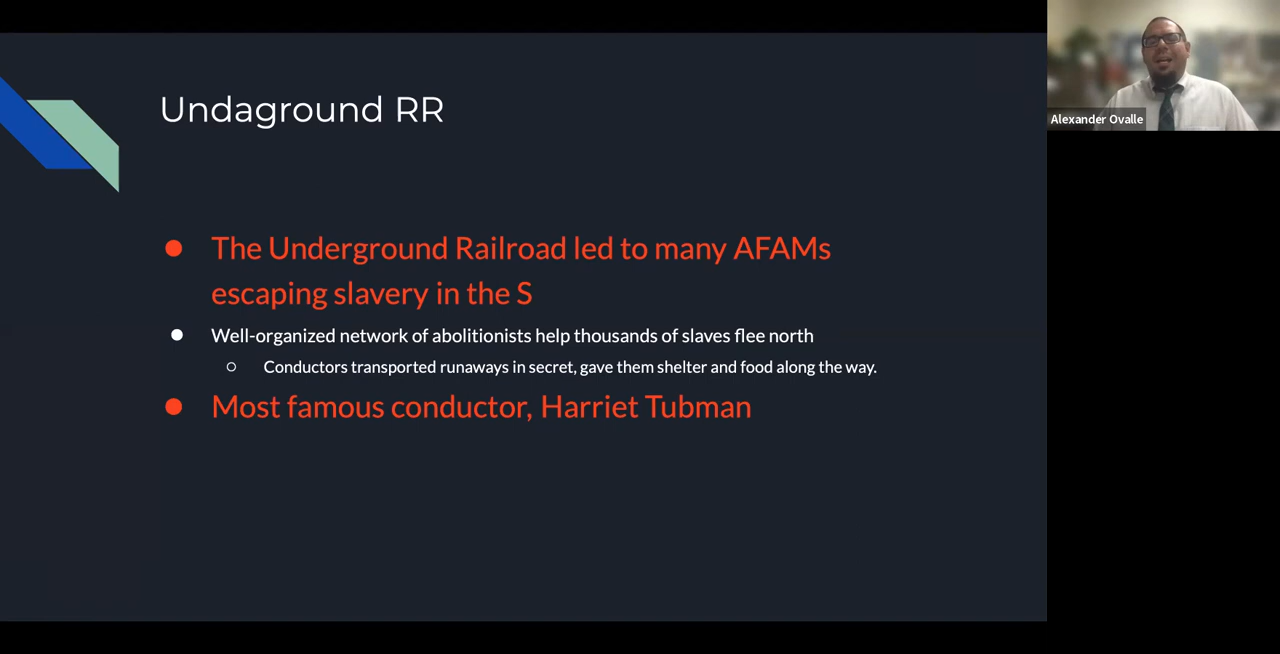 Undaground RR
The Underground Railroad led to many AFAMs
escaping slavery in the S
Well-organized network of abolitionists help thousands of slaves flee north
Conductors transported runaways in secret, gave them shelter and food along the way.
Most famous conductor, Harriet Tubman
Alexander Ovalle